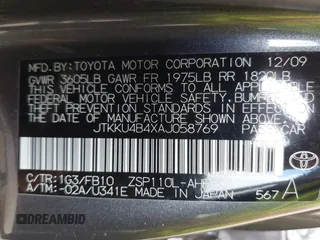 MFD.BY: TOYOTA MOTOR CORPORATION 12/09
GVWR 3605LB GAWR FR 1975LB RR 1820LB
THIS VEHICLE CONFORMS TO ALL APPLICABLE
FEDERAL MOTOR VEHICLE SAFETY, BUMPER, AND
THEFT PREVENTION STANDARDS IN EFFECT ON
THE DATE OF MANUFACTURE SHOWN ABOVE.
JTKKU4B4XAJ058769 PASS. CAR
C/TR:1G3/FB10 ZSP110L-
A/TM:-02A/U341E MADE IN JAPAN 567 A
TOYOTA
DREAMBID